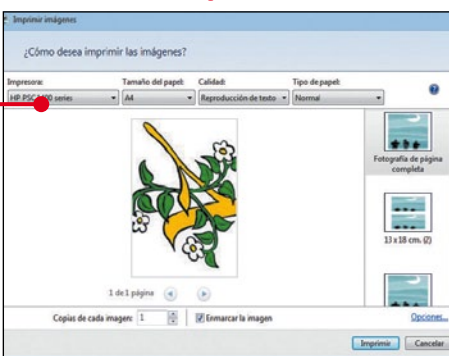 Imprimir imágenes
¿Cómo desea imprimir las imágenes?
Impresora: Tamaño del papel: Calidad: Tipo de papel:
HP PSC series A4 Reproducción de texto Normal
Fotografía de página
completa
13 x 18 cm. (2)
1 de1 página
Copias de cada imagen: 1 Enmarcar la imagen Opciones...
Imprimir Cancelar